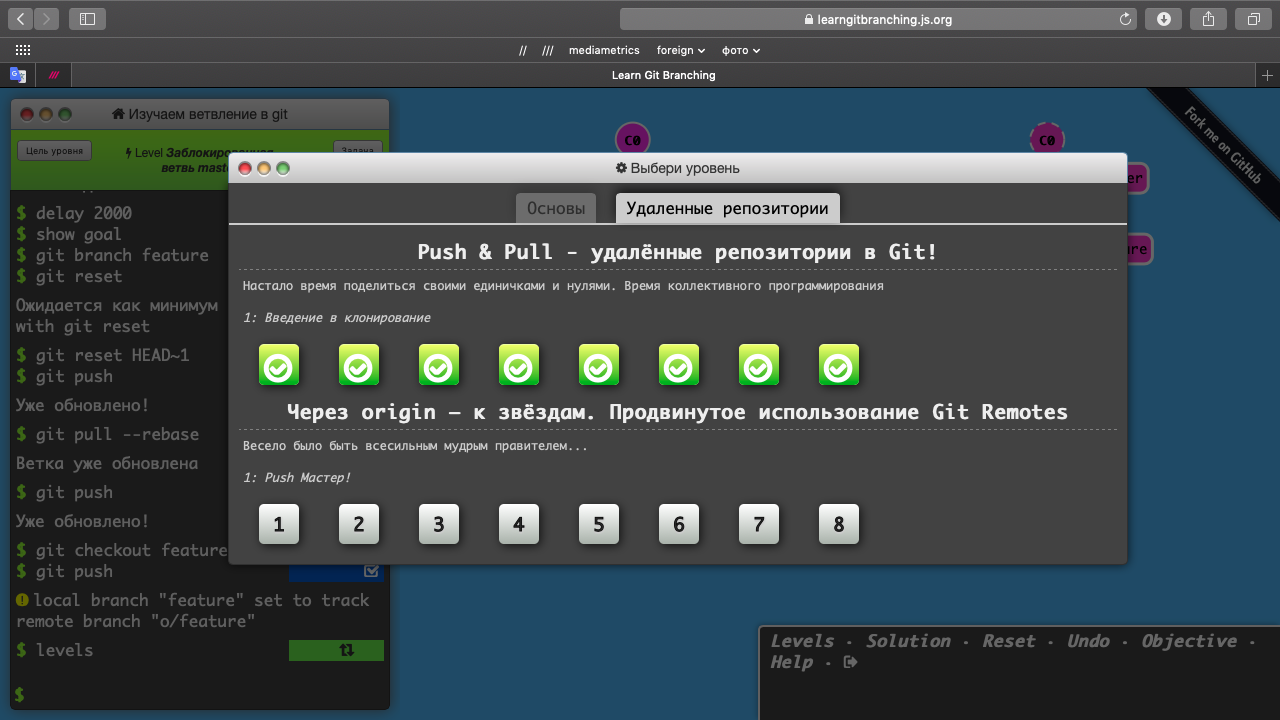 learngitbranching.js.org
// /// mediametrics foreign фото
Learn Git Branching
Изучаем ветвление в git
Цель уровня
Level Заблокированная
ветвь
Задача
C0
C0
Fork me on GitHub
$ delay 2000
$ show goal
$ git branch feature
$ git reset
Ожидается как минимум
with git reset
$ git reset HEAD~1
$ git push
Уже обновлено!
$ git pull --rebase
Ветка уже обновлена
$ git push
Уже обновлено!
$ git checkout feature
$ git push
local branch "feature" set to track
remote branch "o/feature"
$ levels
$
Выбери уровень
Основы
Удаленные репозитории
Push & Pull - удалённые репозитории в Git!
Настало время поделиться своими единичками и нулями. Время коллективного программирования
1: Введение в клонирование
Через origin – к звёздам. Продвинутое использование Git Remotes
Весело было быть всесильным мудрым правителем...
1: Push Мастер!
1 2 3 4 5 6 7 8
Levels · Solution · Reset · Undo · Objective ·
Help ·